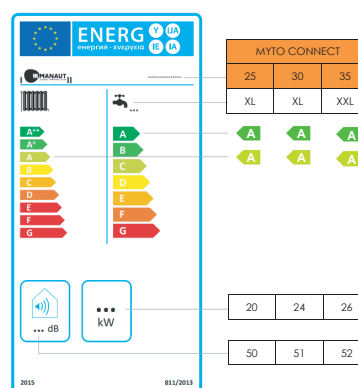 ENERG Y IJA
енергия · ενεργεια IE IA
MANAUT
II
MYTO CONNECT
25 30 35
XL XL XXL
...
A++
A+
A
B
C
D
E
F
G
A
B
C
D
E
F
G
A A A
A A A
... dB
...
kW
20 24 26
50 51 52
2015 811/2013